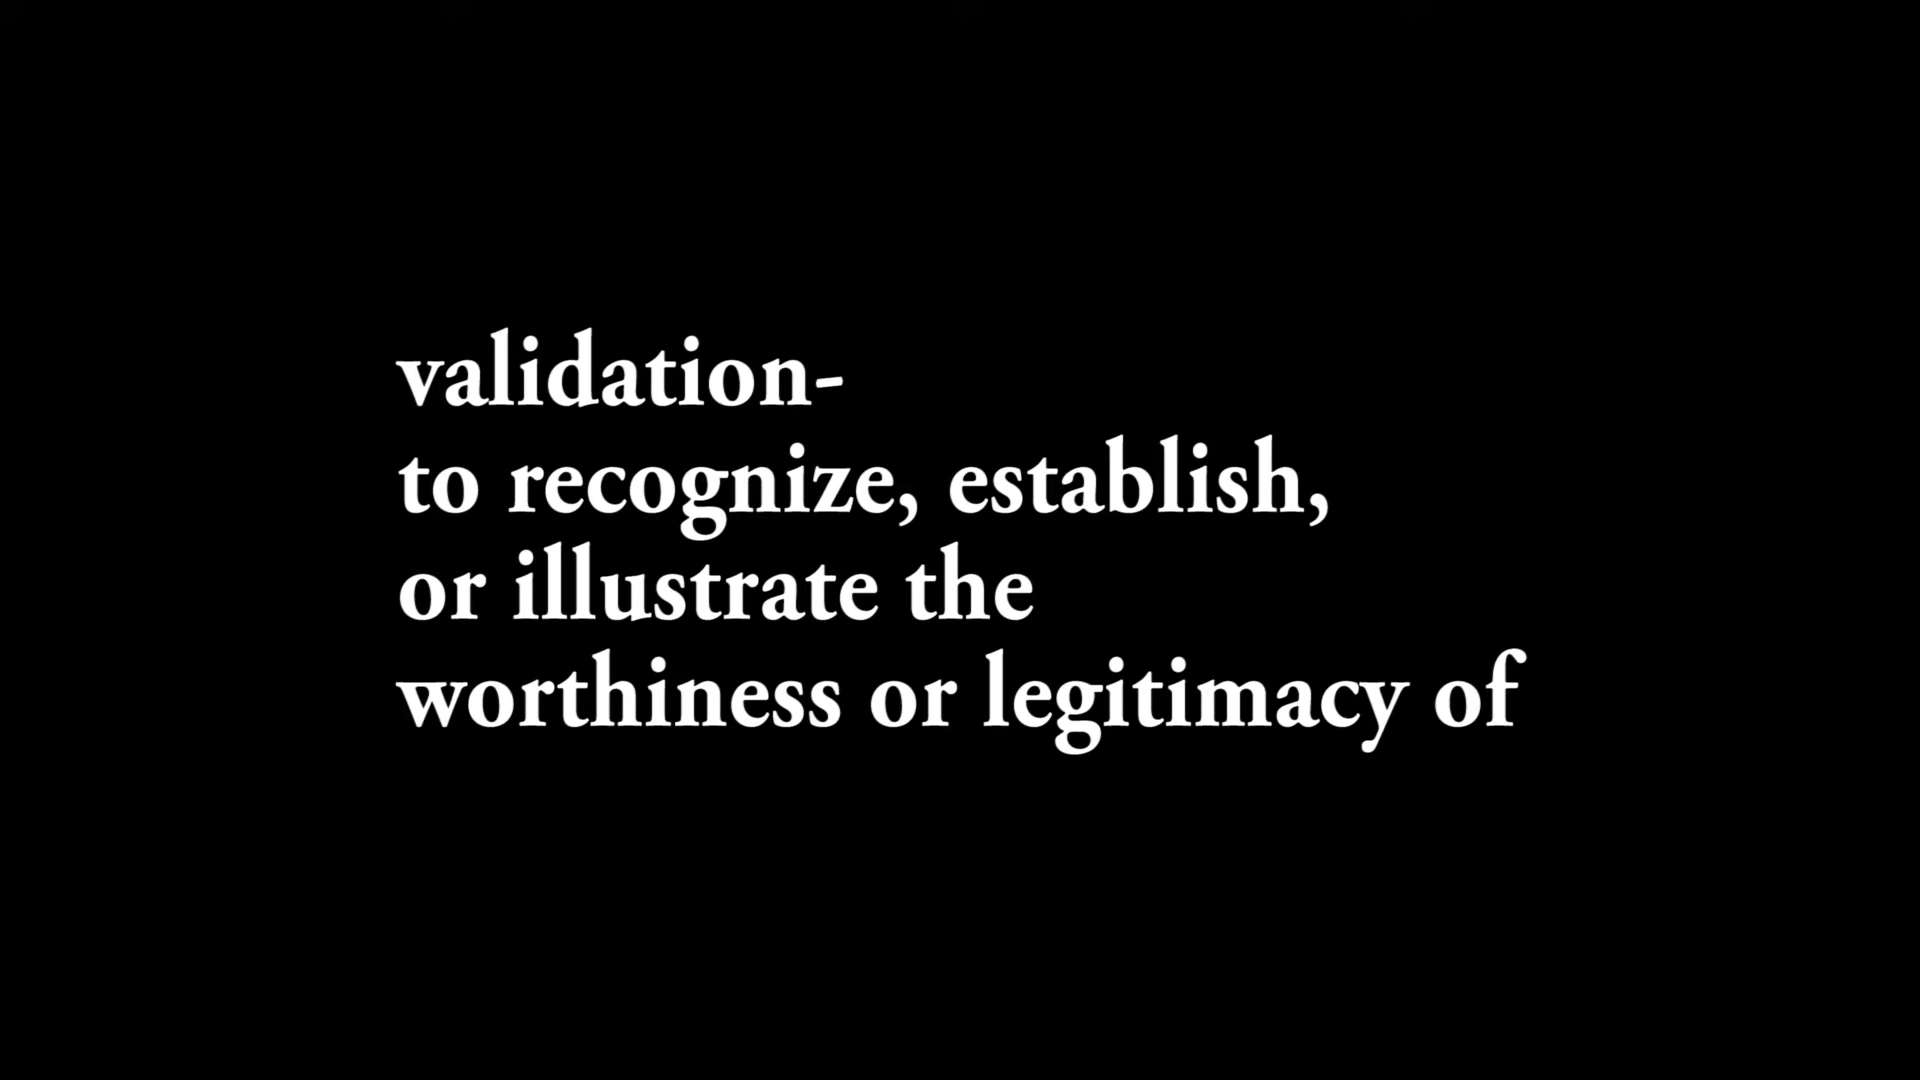 validation-
to recognize, establish,
or illustrate the
worthiness or legitimacy of